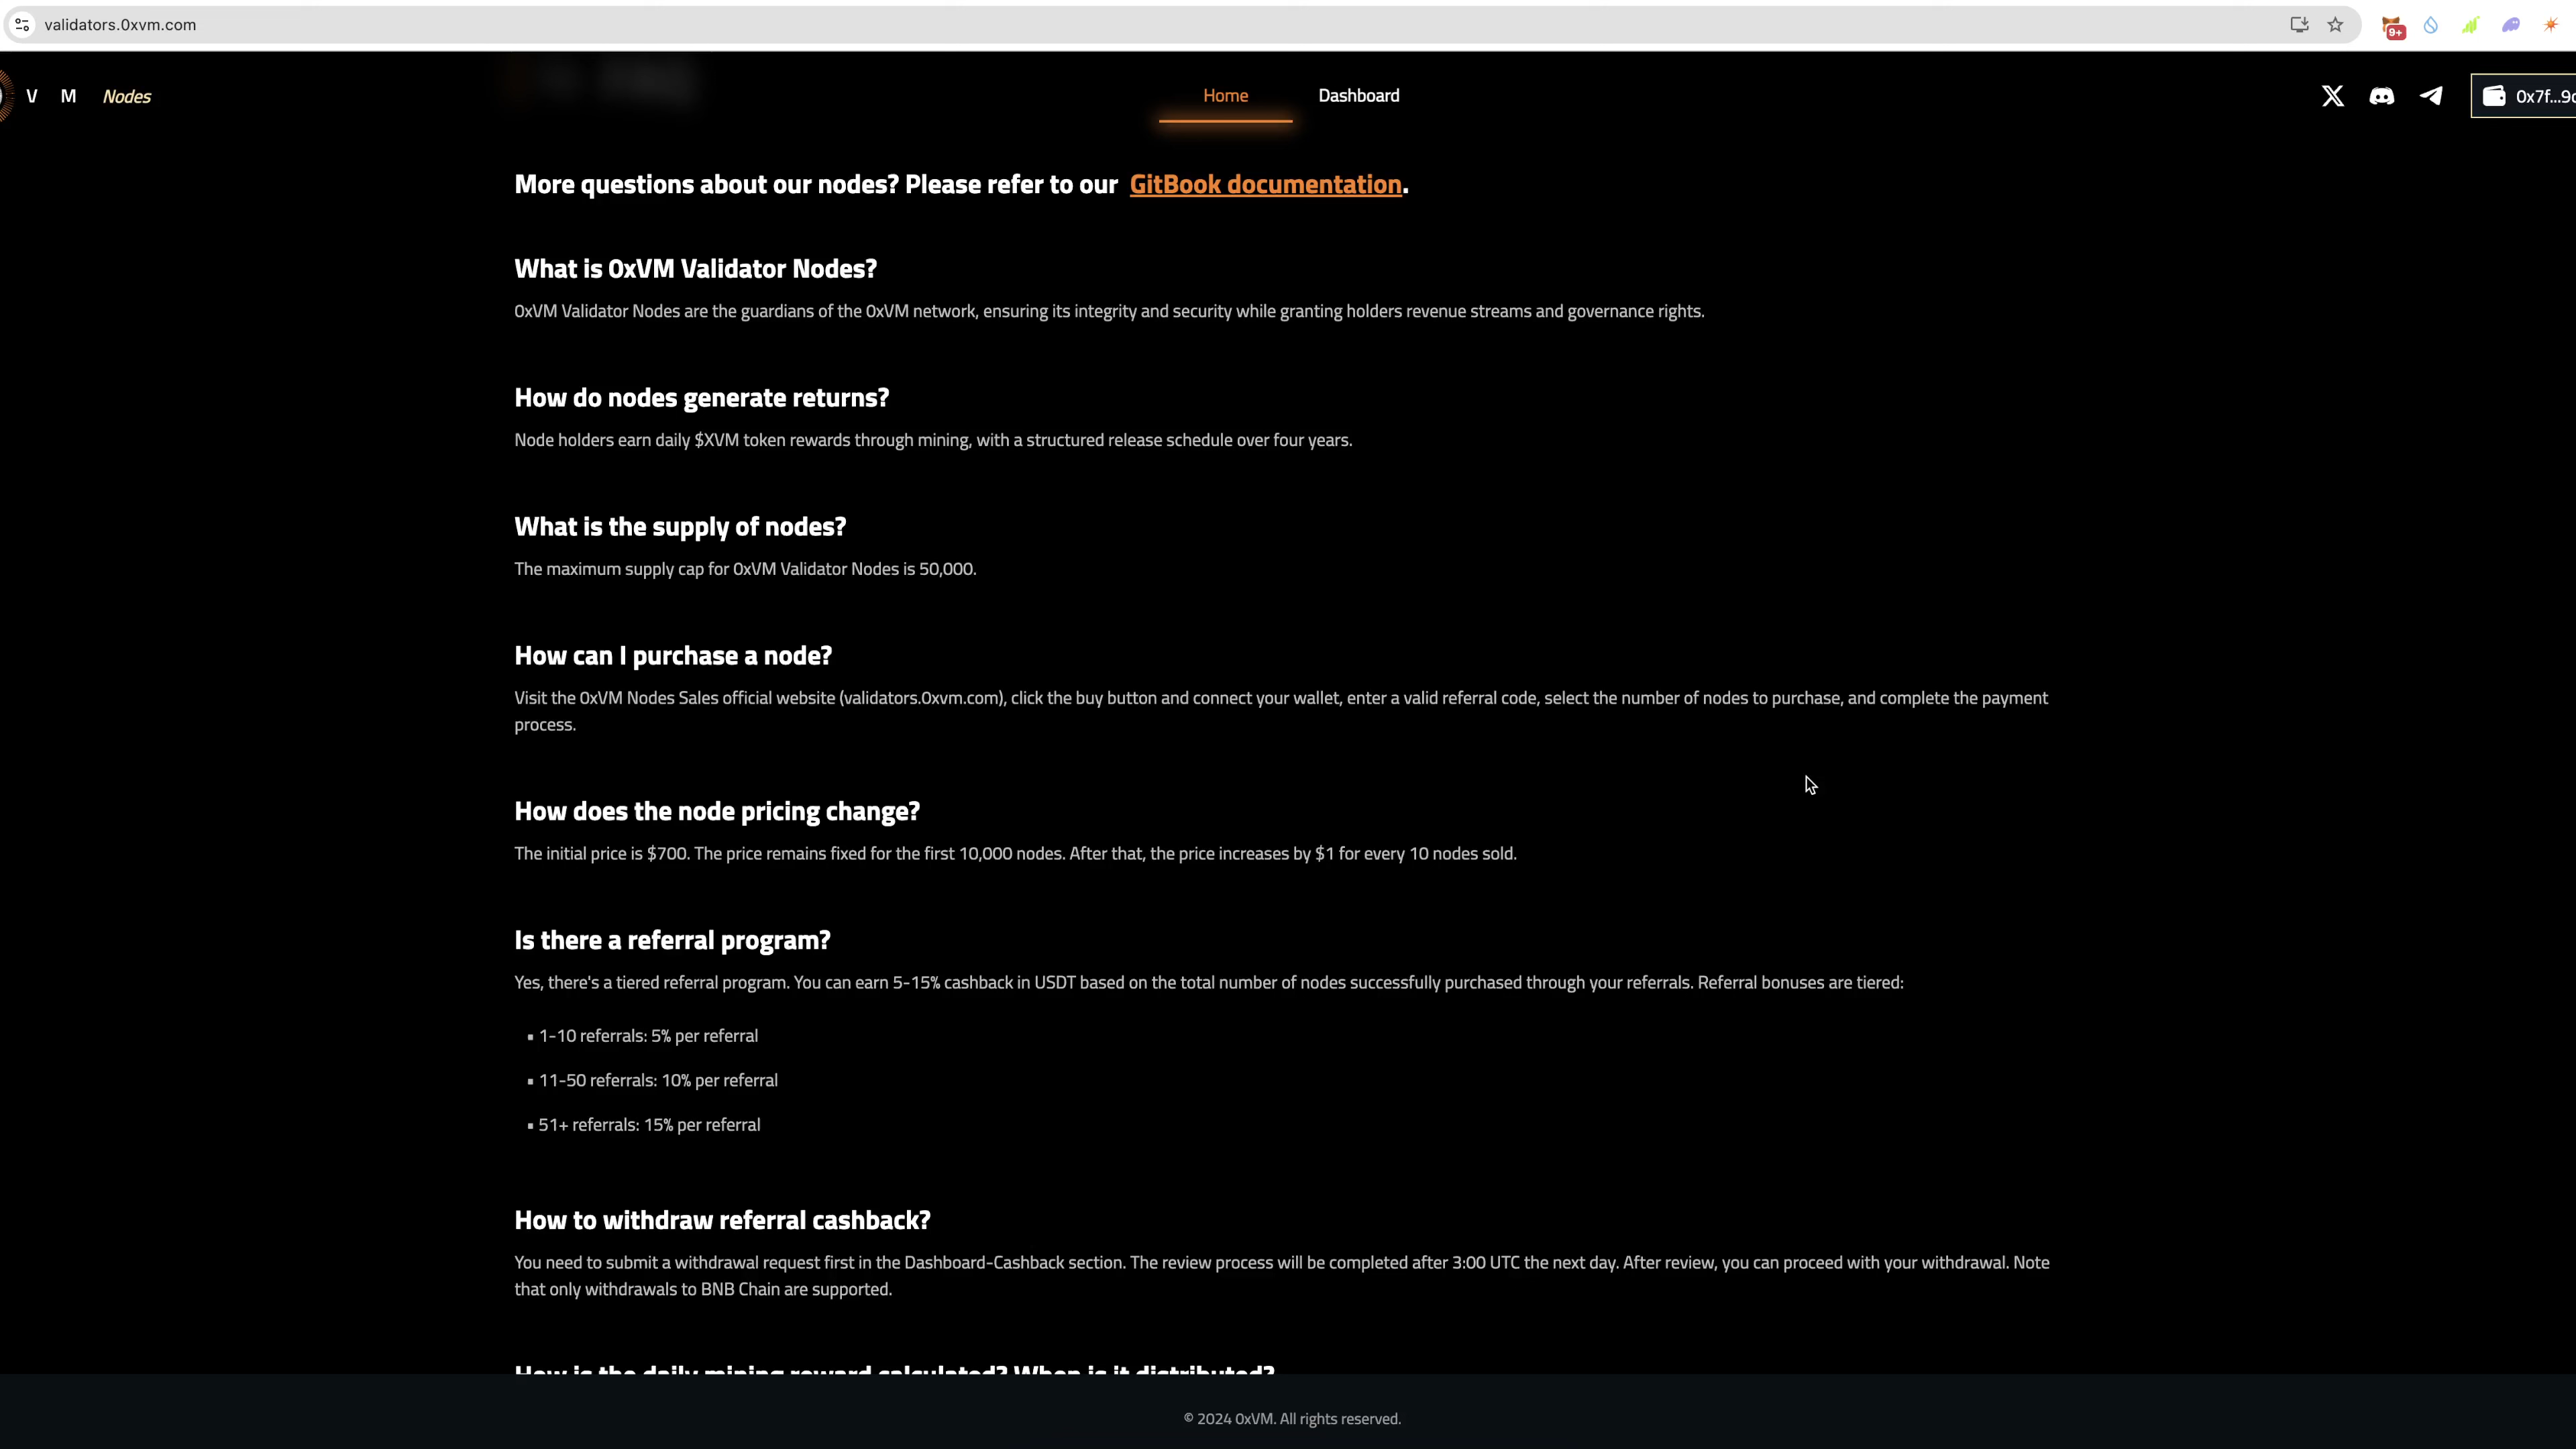 validators.0xvm.com
9+
V M Nodes
Home
Dashboard
0x7f...9
More questions about our nodes? Please refer to our GitBook documentation.
What is 0xVM Validator Nodes?
0xVM Validator Nodes are the guardians of the 0xVM network, ensuring its integrity and security while granting holders revenue streams and governance rights.
How do nodes generate returns?
Node holders earn daily $XVM token rewards through mining, with a structured release schedule over four years.
What is the supply of nodes?
The maximum supply cap for 0xVM Validator Nodes is 50,000.
How can I purchase a node?
Visit the 0xVM Nodes Sales official website (validators.0xvm.com), click the buy button and connect your wallet, enter a valid referral code, select the number of nodes to purchase, and complete the payment
process.
How does the node pricing change?
The initial price is $700. The price remains fixed for the first 10,000 nodes. After that, the price increases by $1 for every 10 nodes sold.
Is there a referral program?
Yes, there's a tiered referral program. You can earn 5-15% cashback in USDT based on the total number of nodes successfully purchased through your referrals. Referral bonuses are tiered:
▪ 1-10 referrals: 5% per referral
▪ 11-50 referrals: 10% per referral
▪ 51+ referrals: 15% per referral
How to withdraw referral cashback?
You need to submit a withdrawal request first in the Dashboard-Cashback section. The review process will be completed after 3:00 UTC the next day. After review, you can proceed with your withdrawal. Note
that only withdrawals to BNB Chain are supported.
How is the daily mining reward calculated? When is it distributed?
© 2024 0xVM. All rights reserved.